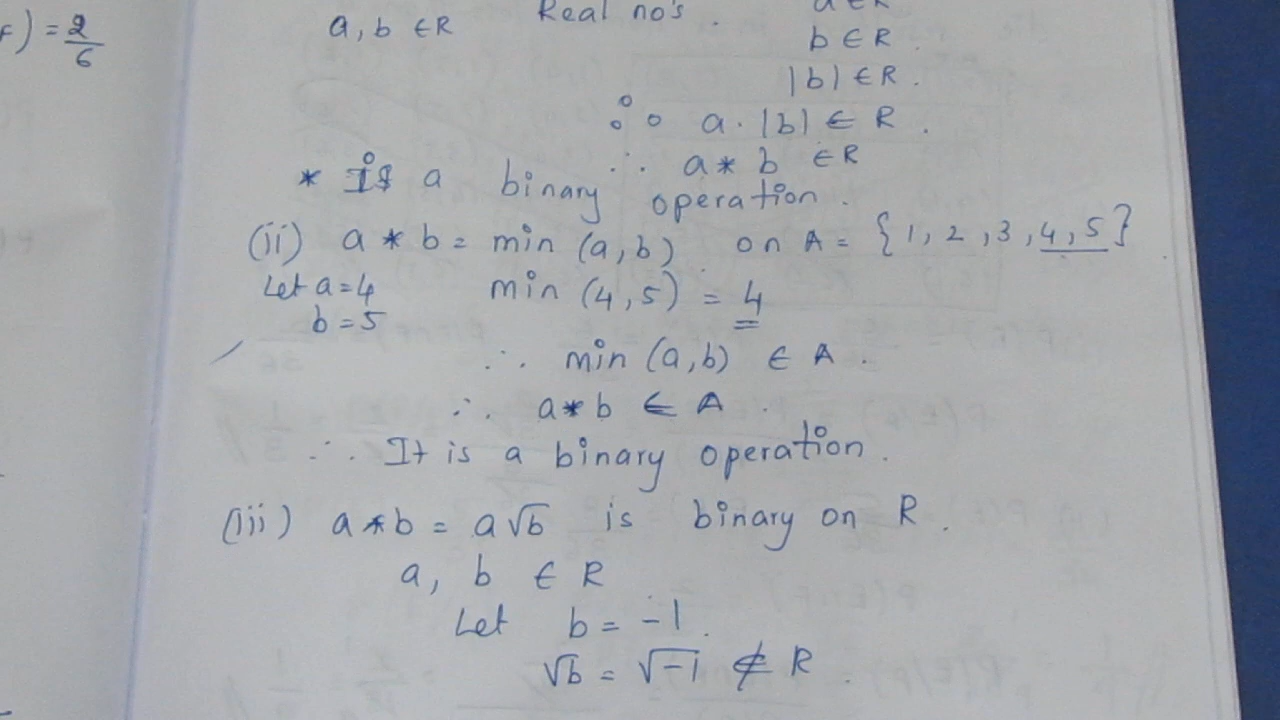 ) = 2/6
a, b ∈ R Real no's .
a ∈ R
b ∈ R .
|b| ∈ R .
∴ a . |b| ∈ R .
∴ a * b ∈ R
* Is a binary operation .
(ii) a * b = min (a, b) on A = {1, 2, 3, 4, 5}
Let a = 4 min (4, 5) = 4
b = 5
∴ min (a, b) ∈ A .
∴ a * b ∈ A .
∴ It is a binary operation .
(iii) a * b = a√b is binary on R .
a, b ∈ R
Let b = -1 .
√b = √-1 ∉ R .